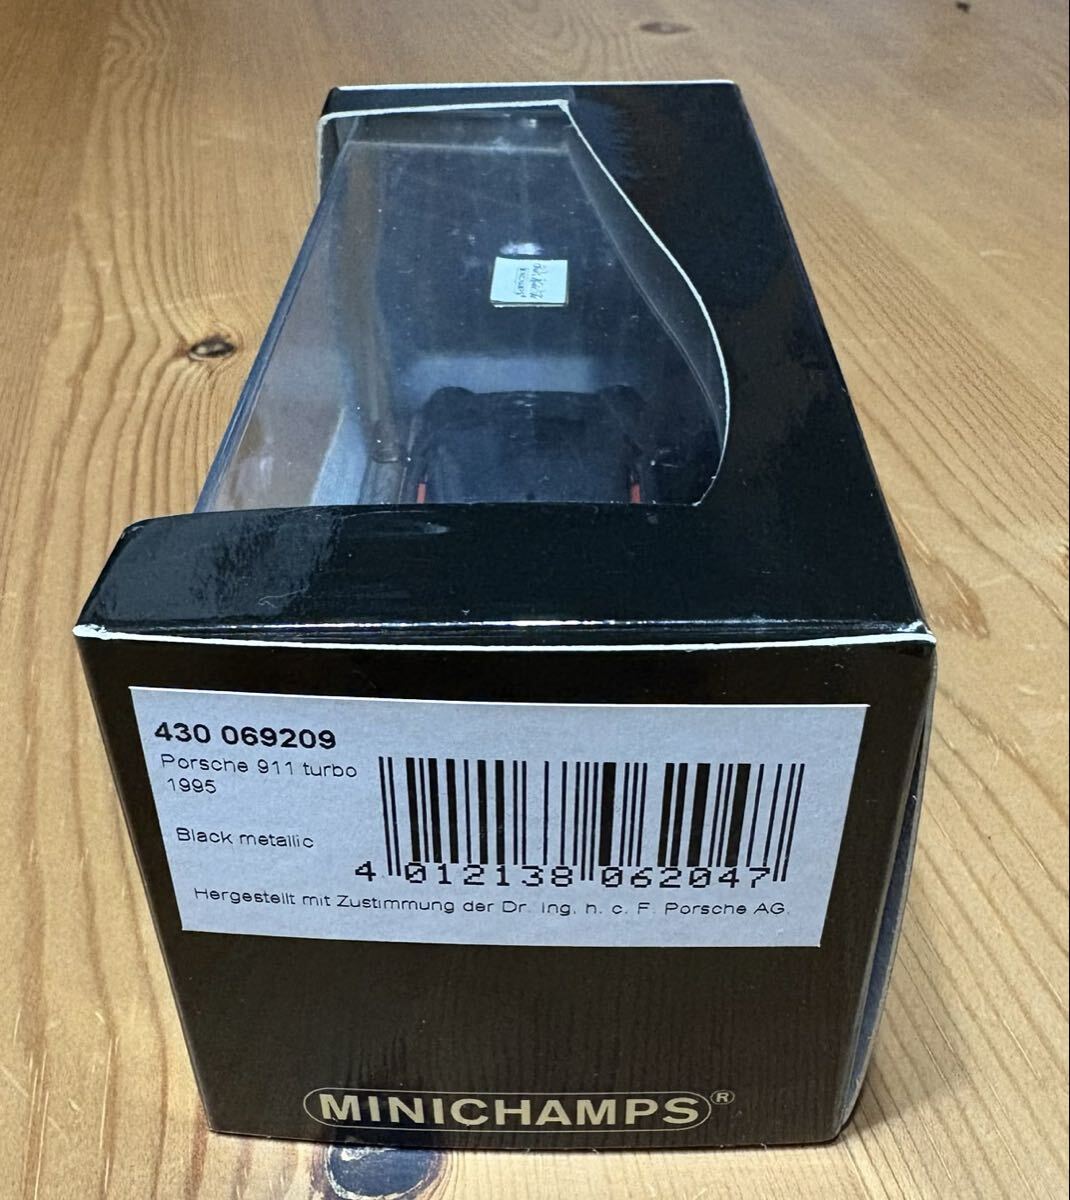 430 069209
Porsche 911 turbo
1995
Black metallic
4 012138 062047
Hergestellt mit Zustimmung der Dr. Ing. h. c. F. Porsche AG.
MINICHAMPS®